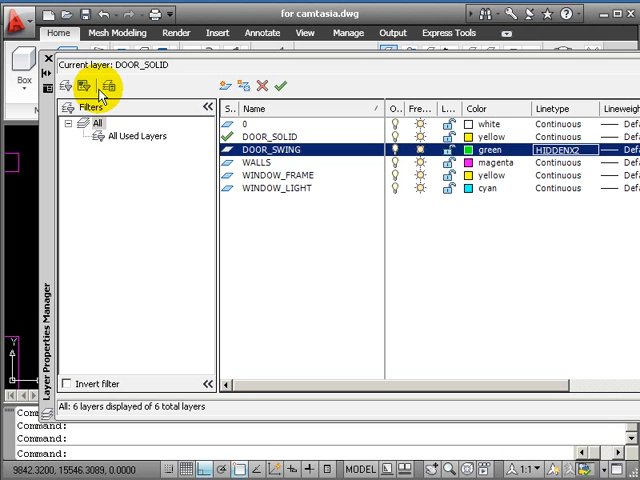 for camtasia.dwg
Home Mesh Modeling Render Insert Annotate View Manage Output Express Tools
Current layer: DOOR_SOLID
Box
Filters
All
All Used Layers
S.. Name O.. Fre... L... Color Linetype Lineweig
0 white Continuous Defa
DOOR_SOLID yellow Continuous Defa
DOOR_SWING green HIDDENX2 Defa
WALLS magenta Continuous Defa
WINDOW_FRAME yellow Continuous Defa
WINDOW_LIGHT cyan Continuous Defa
Layer Properties Manager
Y
Invert filter
All: 6 layers displayed of 6 total layers
Comm
Command:
Command:
Command:
9842.3200, 15546.3089, 0.0000 MODEL 1:1